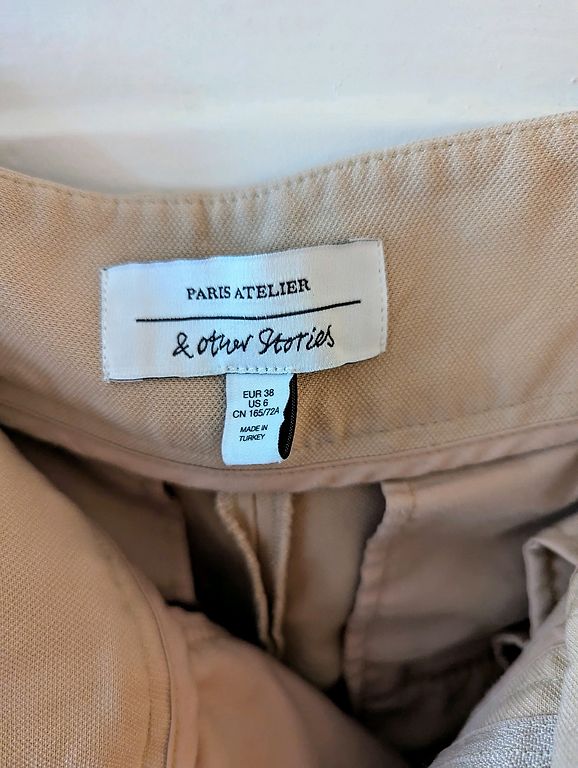 PARIS ATELIER
& other Stories
EUR 38
US 6
CN 165/72A
MADE IN
TURKEY